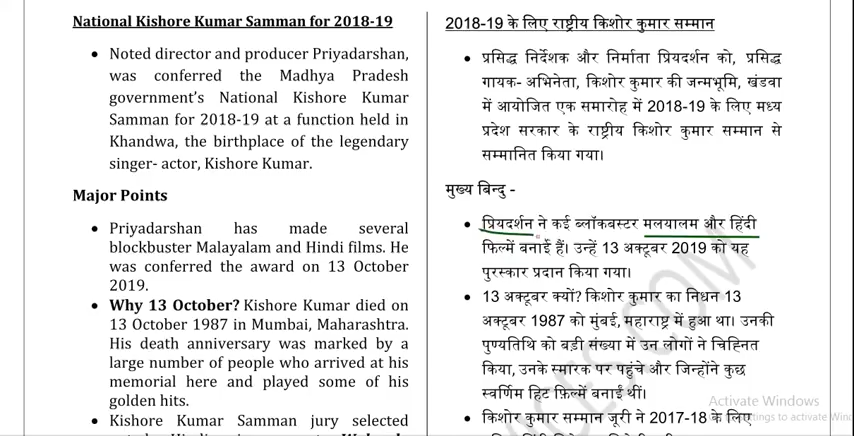 National Kishore Kumar Samman for 2018-19
• Noted director and producer Priyadarshan,
was conferred the Madhya Pradesh
government's National Kishore Kumar
Samman for 2018-19 at a function held in
Khandwa, the birthplace of the legendary
singer- actor, Kishore Kumar.
Major Points
• Priyadarshan has made several
blockbuster Malayalam and Hindi films. He
was conferred the award on 13 October
2019.
• Why 13 October? Kishore Kumar died on
13 October 1987 in Mumbai, Maharashtra.
His death anniversary was marked by a
large number of people who arrived at his
memorial here and played some of his
golden hits.
• Kishore Kumar Samman jury selected
2018-19 के लिए राष्ट्रीय किशोर कुमार सम्मान
• प्रसिद्ध निर्देशक और निर्माता प्रियदर्शन को, प्रसिद्ध
गायक- अभिनेता, किशोर कुमार की जन्मभूमि, खंडवा
में आयोजित एक समारोह में 2018-19 के लिए मध्य
प्रदेश सरकार के राष्ट्रीय किशोर कुमार सम्मान से
सम्मानित किया गया।
मुख्य बिन्दु -
• प्रियदर्शन ने कई ब्लॉकबस्टर मलयालम और हिंदी
फिल्में बनाई हैं। उन्हें 13 अक्टूबर 2019 को यह
पुरस्कार प्रदान किया गया।
• 13 अक्टूबर क्यों? किशोर कुमार का निधन 13
अक्टूबर 1987 को मुंबई, महाराष्ट्र में हुआ था। उनकी
पुण्यतिथि को बड़ी संख्या में उन लोगों ने चिह्नित
किया, उनके स्मारक पर पहुंचे और जिन्होंने कुछ
स्वर्णिम हिट फ़िल्में बनाईं थीं।
• किशोर कुमार सम्मान जूरी ने 2017-18 के लिए
Activate Windows